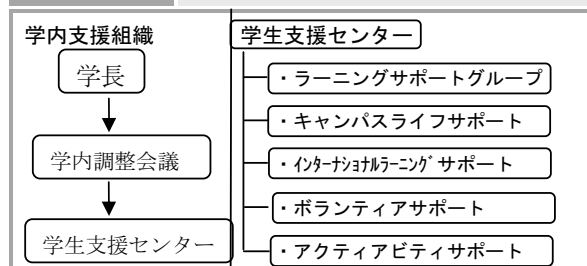 学内支援組織
学長
学内調整会議
学生支援センター
学生支援センター
・ラーニングサポートグループ
・キャンパスライフサポート
・ｲﾝﾀｰﾅｼｮﾅﾙﾗｰﾆﾝｸﾞサポート
・ボランティアサポート
・アクティアビティサポート